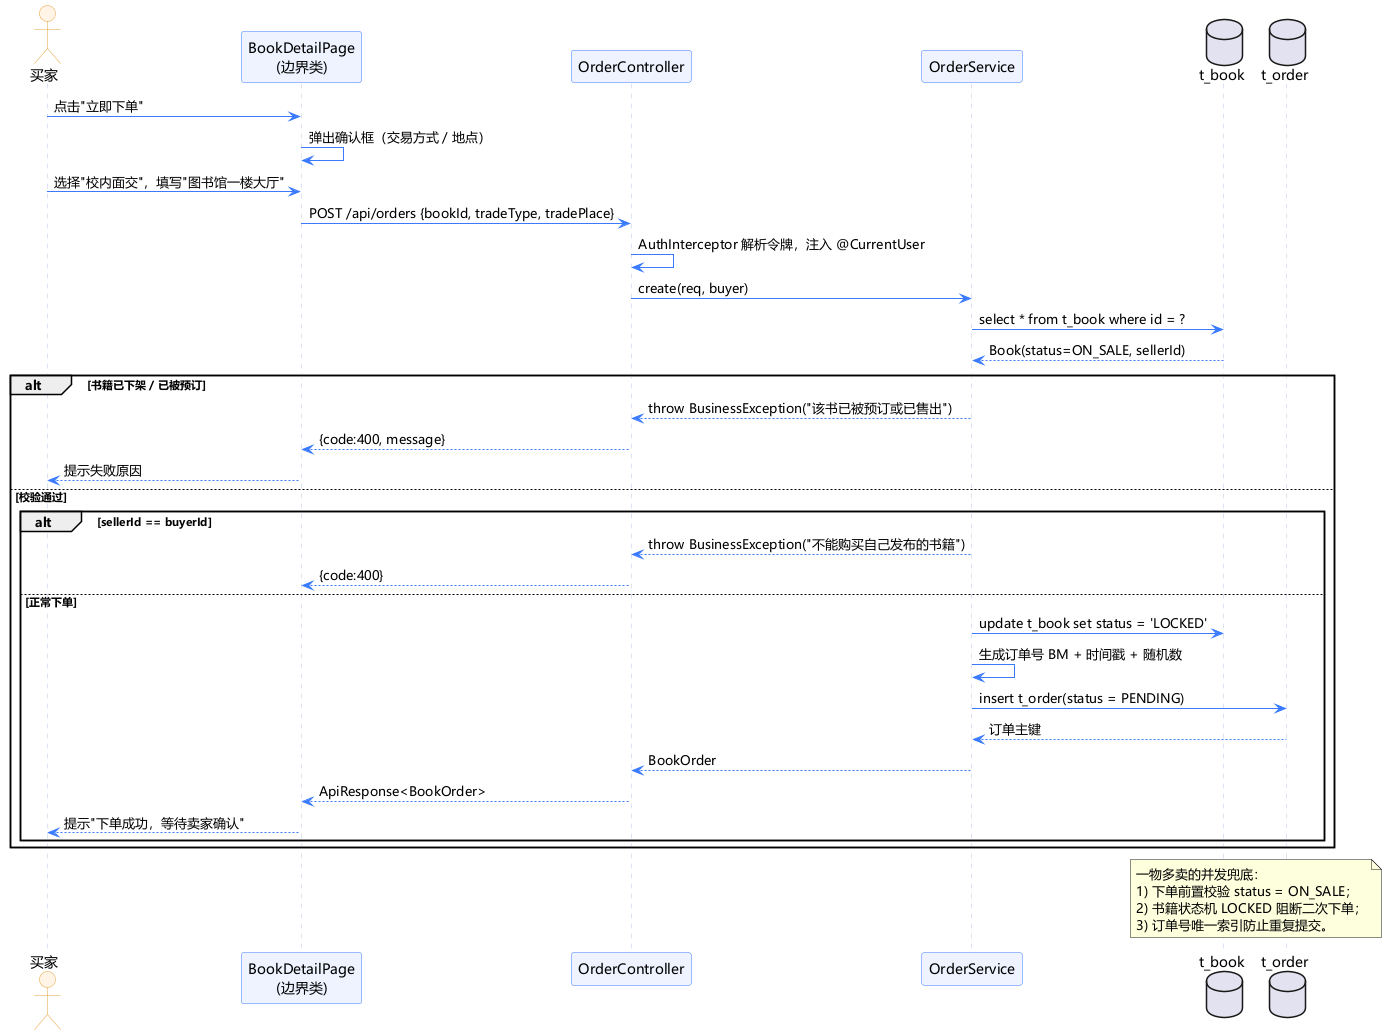 买家
BookDetailPage
(边界类)
OrderController
OrderService
t_book
t_order
点击"立即下单"
弹出确认框（交易方式 / 地点）
选择"校内面交"，填写"图书馆一楼大厅"
POST /api/orders {bookId, tradeType, tradePlace}
AuthInterceptor 解析令牌，注入 @CurrentUser
create(req, buyer)
select * from t_book where id = ?
Book(status=ON_SALE, sellerId)
alt
[书籍已下架 / 已被预订]
throw BusinessException("该书已被预订或已售出")
{code:400, message}
提示失败原因
[校验通过]
alt
[sellerId == buyerId]
throw BusinessException("不能购买自己发布的书籍")
{code:400}
[正常下单]
update t_book set status = 'LOCKED'
生成订单号 BM + 时间戳 + 随机数
insert t_order(status = PENDING)
订单主键
BookOrder
ApiResponse<BookOrder>
提示"下单成功，等待卖家确认"
一物多卖的并发兜底：
1) 下单前置校验 status = ON_SALE；
2) 书籍状态机 LOCKED 阻断二次下单；
3) 订单号唯一索引防止重复提交。
买家
BookDetailPage
(边界类)
OrderController
OrderService
t_book
t_order